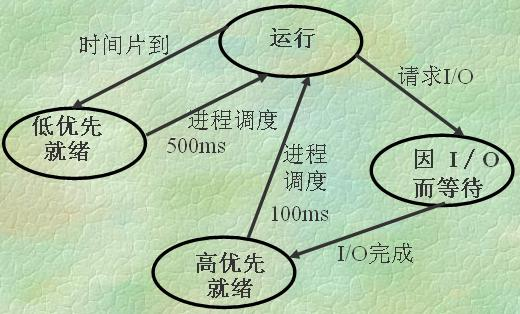 运行
时间片到
请求I/O
低优先
就绪
进程调度
500ms
进程
调度
100ms
因 I/O
而等待
I/O完成
高优先
就绪